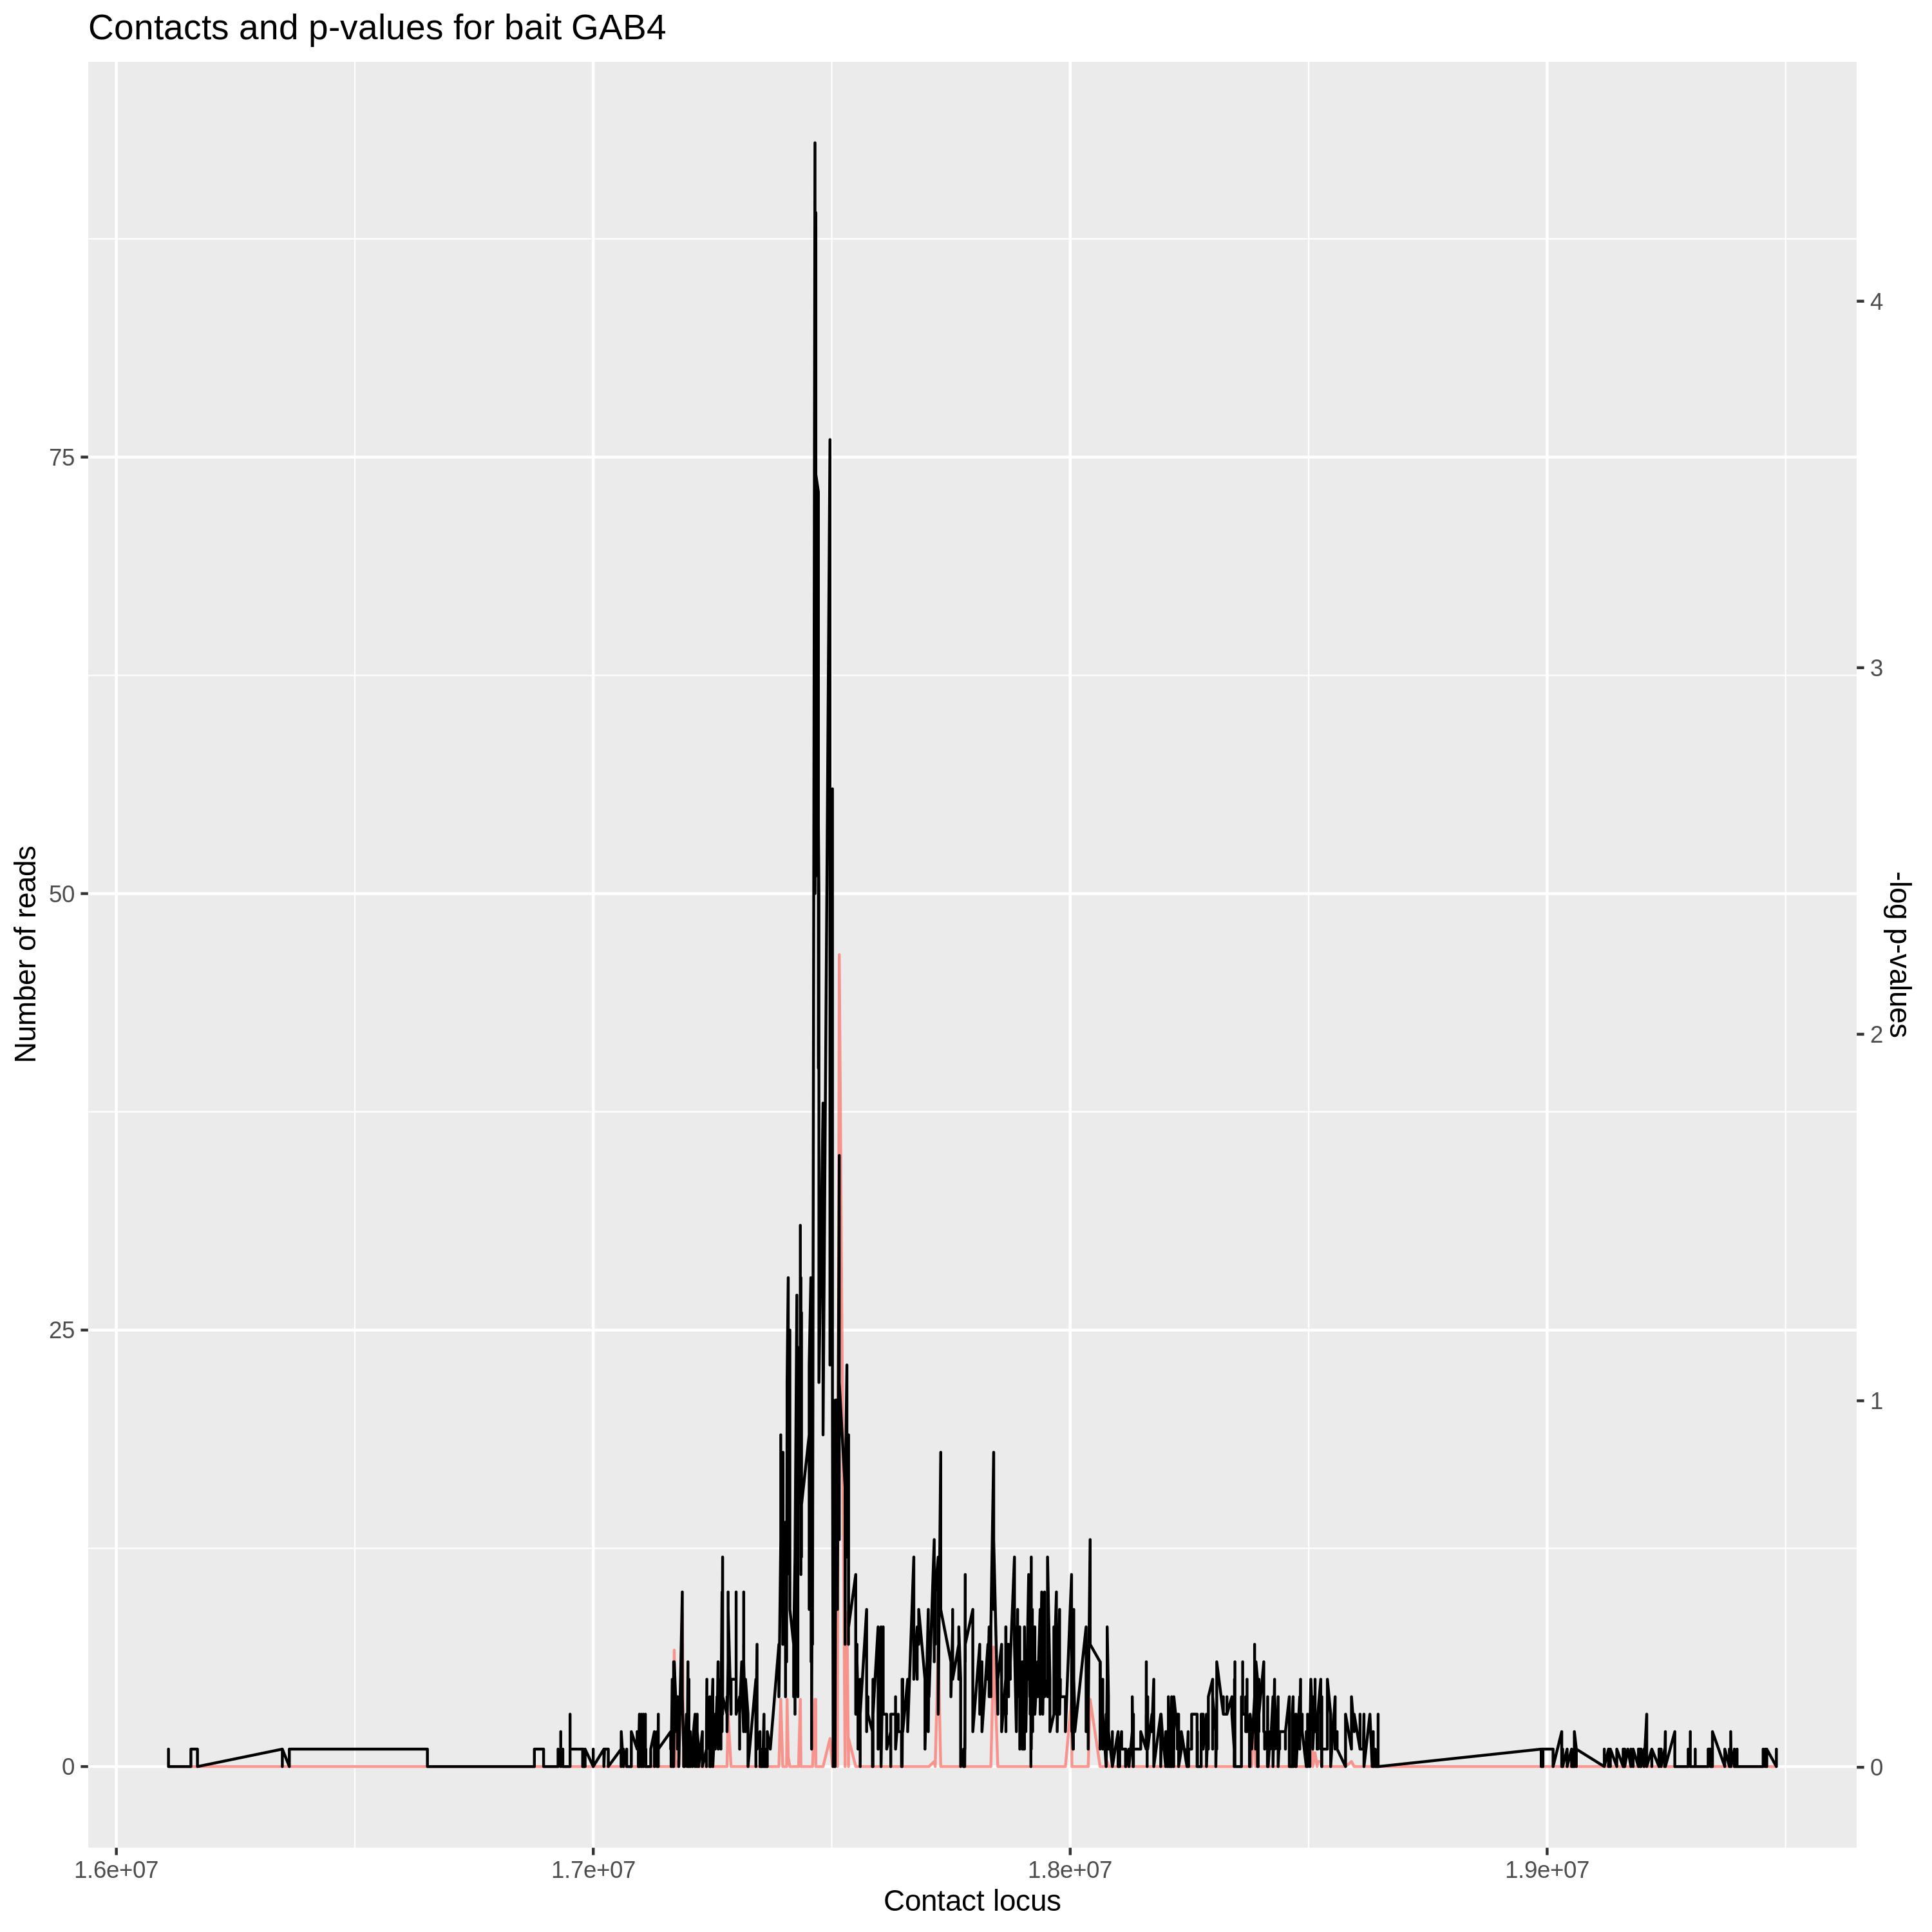 Contacts and p-values for bait GAB4
Number of reads
75
50
25
0
4
3
2
1
0
-log p-values
1.6e+07
1.7e+07
1.8e+07
1.9e+07
Contact locus